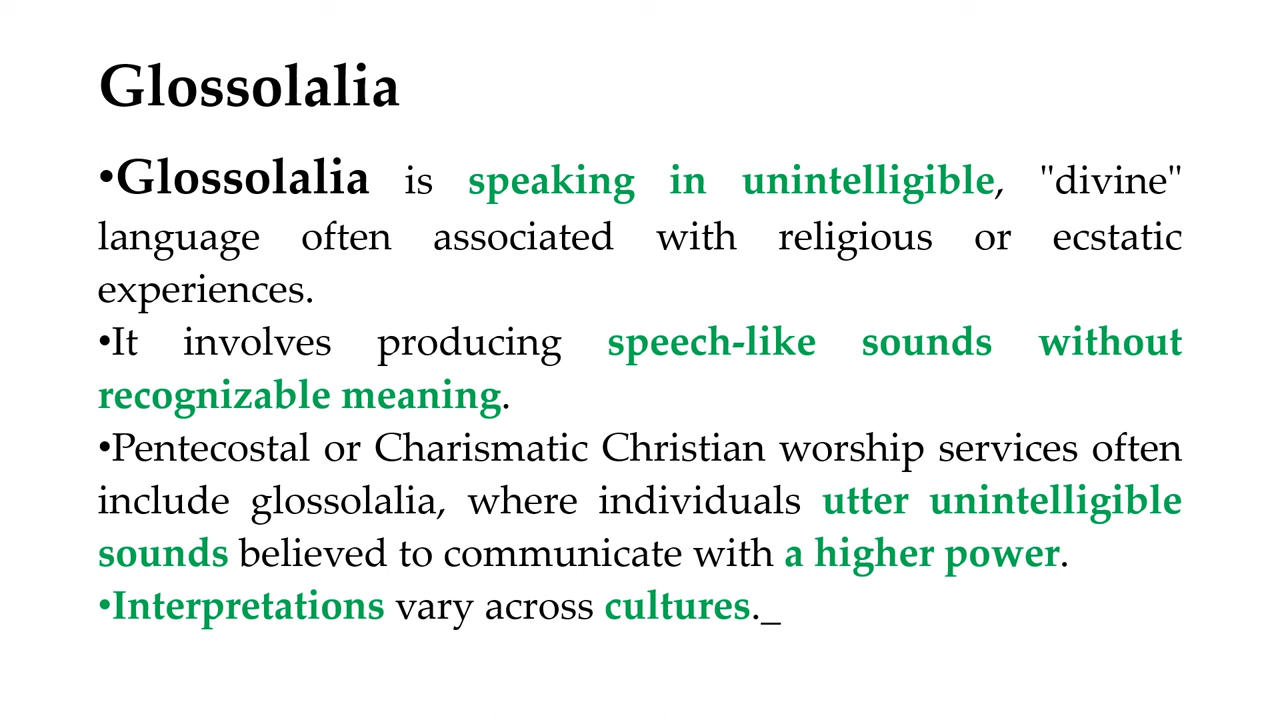 Glossolalia
•Glossolalia is speaking in unintelligible, "divine"
language often associated with religious or ecstatic
experiences.
•It involves producing speech-like sounds without
recognizable meaning.
•Pentecostal or Charismatic Christian worship services often
include glossolalia, where individuals utter unintelligible
sounds believed to communicate with a higher power.
•Interpretations vary across cultures._